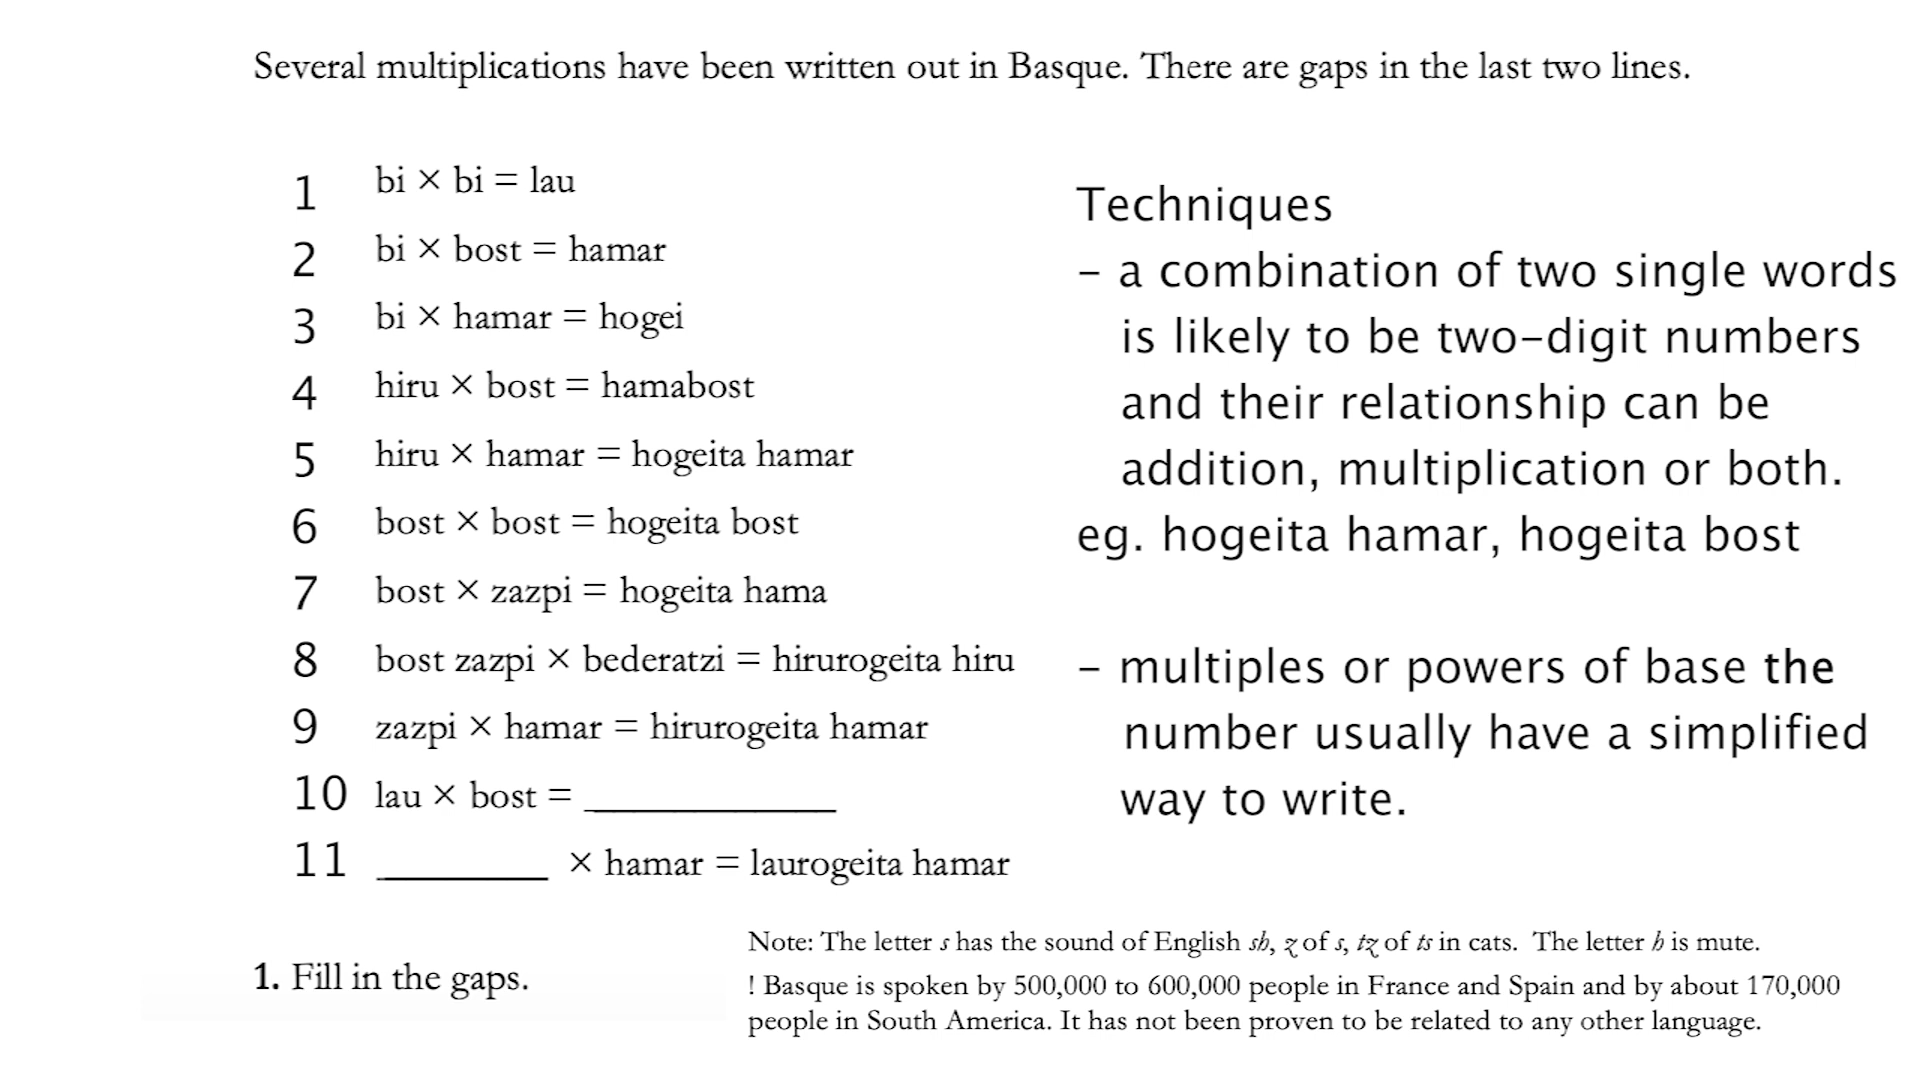 Several multiplications have been written out in Basque. There are gaps in the last two lines.
1 bi × bi = lau
2 bi × bost = hamar
3 bi × hamar = hogei
4 hiru × bost = hamabost
5 hiru × hamar = hogeita hamar
6 bost × bost = hogeita bost
7 bost × zazpi = hogeita hama
8 bost zazpi × bederatzi = hirurogeita hiru
9 zazpi × hamar = hirurogeita hamar
10 lau × bost = ____________
11 ________ × hamar = laurogeita hamar
1. Fill in the gaps.
Techniques
– a combination of two single words
is likely to be two-digit numbers
and their relationship can be
addition, multiplication or both.
eg. hogeita hamar, hogeita bost
– multiples or powers of base the
number usually have a simplified
way to write.
Note: The letter s has the sound of English sh, z of s, tz of ts in cats. The letter h is mute.
! Basque is spoken by 500,000 to 600,000 people in France and Spain and by about 170,000
people in South America. It has not been proven to be related to any other language.